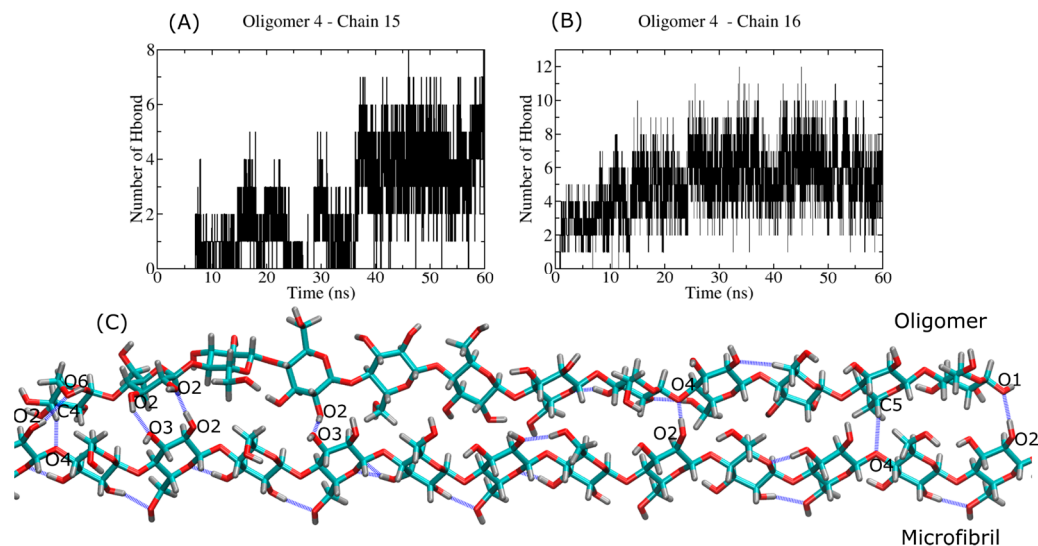 (A) Oligomer 4 - Chain 15
Number of Hbond
8
6
4
2
0
0 10 20 30 40 50 60
Time (ns)
(B) Oligomer 4 - Chain 16
Number of Hbond
12
10
8
6
4
2
0
0 10 20 30 40 50 60
Time (ns)
(C)
Oligomer
O6
O2
O4
O1
O2
C4
O2
O2
C5
O2
O3
O2
O3
O2
O2
O4
O4
Microfibril